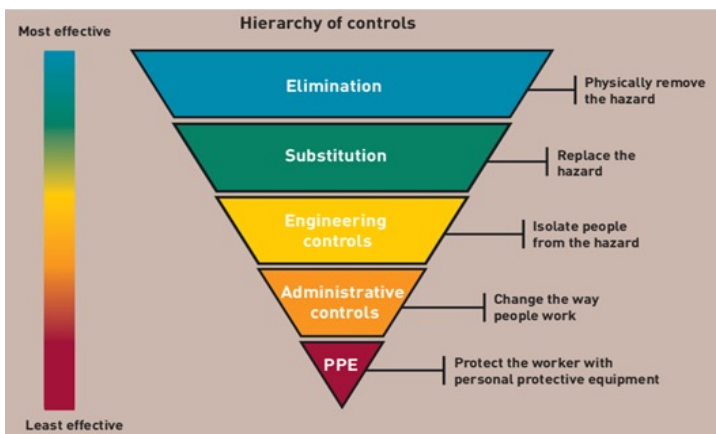 Hierarchy of controls
Most effective
Elimination
Physically remove
the hazard
Substitution
Replace the
hazard
Engineering
controls
Isolate people
from the hazard
Administrative
controls
Change the way
people work
PPE
Protect the worker with
personal protective equipment
Least effective